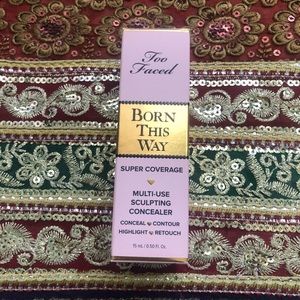 Too
Faced
BORN
THIS
WAY
SUPER COVERAGE
MULTI-USE
SCULPTING
CONCEALER
CONCEAL CONTOUR
HIGHLIGHT RETOUCH
15 mL / 0.50 Fl. Oz.